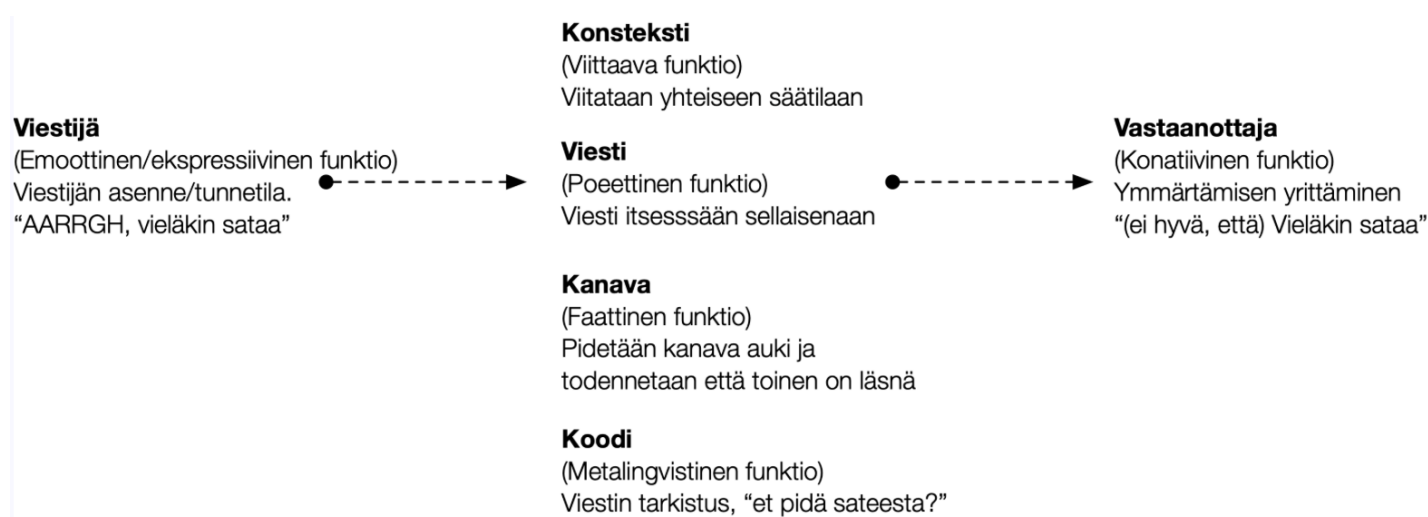 Viestijä
(Emoottinen/ekspressiivinen funktio)
Viestijän asenne/tunnetila.
“AARRGH, vieläkin sataa”
Konsteksti
(Viittaava funktio)
Viitataan yhteiseen säätilaan
Viesti
(Poeettinen funktio)
Viesti itsesssään sellaisenaan
Kanava
(Faattinen funktio)
Pidetään kanava auki ja
todennetaan että toinen on läsnä
Koodi
(Metalingvistinen funktio)
Viestin tarkistus, “et pidä sateesta?”
Vastaanottaja
(Konatiivinen funktio)
Ymmärtämisen yrittäminen
“(ei hyvä, että) Vieläkin sataa”